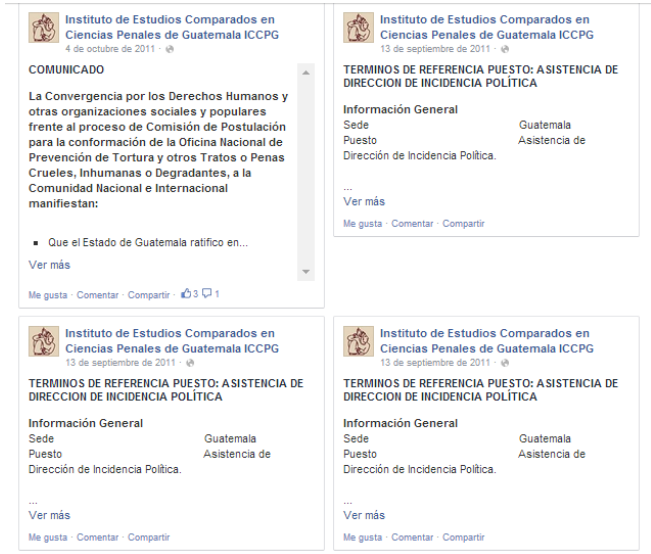 Instituto de Estudios Comparados en
Ciencias Penales de Guatemala ICCPG
4 de octubre de 2011 ·
COMUNICADO
La Convergencia por los Derechos Humanos y
otras organizaciones sociales y populares
frente al proceso de Comisión de Postulación
para la conformación de la Oficina Nacional de
Prevención de Tortura y otros Tratos o Penas
Crueles, Inhumanas o Degradantes, a la
Comunidad Nacional e Internacional
manifiestan:
▪ Que el Estado de Guatemala ratifico en...
Ver más
Me gusta · Comentar · Compartir · 3 1
Instituto de Estudios Comparados en
Ciencias Penales de Guatemala ICCPG
13 de septiembre de 2011 ·
TERMINOS DE REFERENCIA PUESTO: ASISTENCIA DE
DIRECCION DE INCIDENCIA POLÍTICA
Información General
Sede Guatemala
Puesto Asistencia de
Dirección de Incidencia Política.
...
Ver más
Me gusta · Comentar · Compartir
Instituto de Estudios Comparados en
Ciencias Penales de Guatemala ICCPG
13 de septiembre de 2011 ·
TERMINOS DE REFERENCIA PUESTO: ASISTENCIA DE
DIRECCION DE INCIDENCIA POLÍTICA
Información General
Sede Guatemala
Puesto Asistencia de
Dirección de Incidencia Política.
...
Ver más
Me gusta · Comentar · Compartir
Instituto de Estudios Comparados en
Ciencias Penales de Guatemala ICCPG
13 de septiembre de 2011 ·
TERMINOS DE REFERENCIA PUESTO: ASISTENCIA DE
DIRECCION DE INCIDENCIA POLÍTICA
Información General
Sede Guatemala
Puesto Asistencia de
Dirección de Incidencia Política.
...
Ver más
Me gusta · Comentar · Compartir